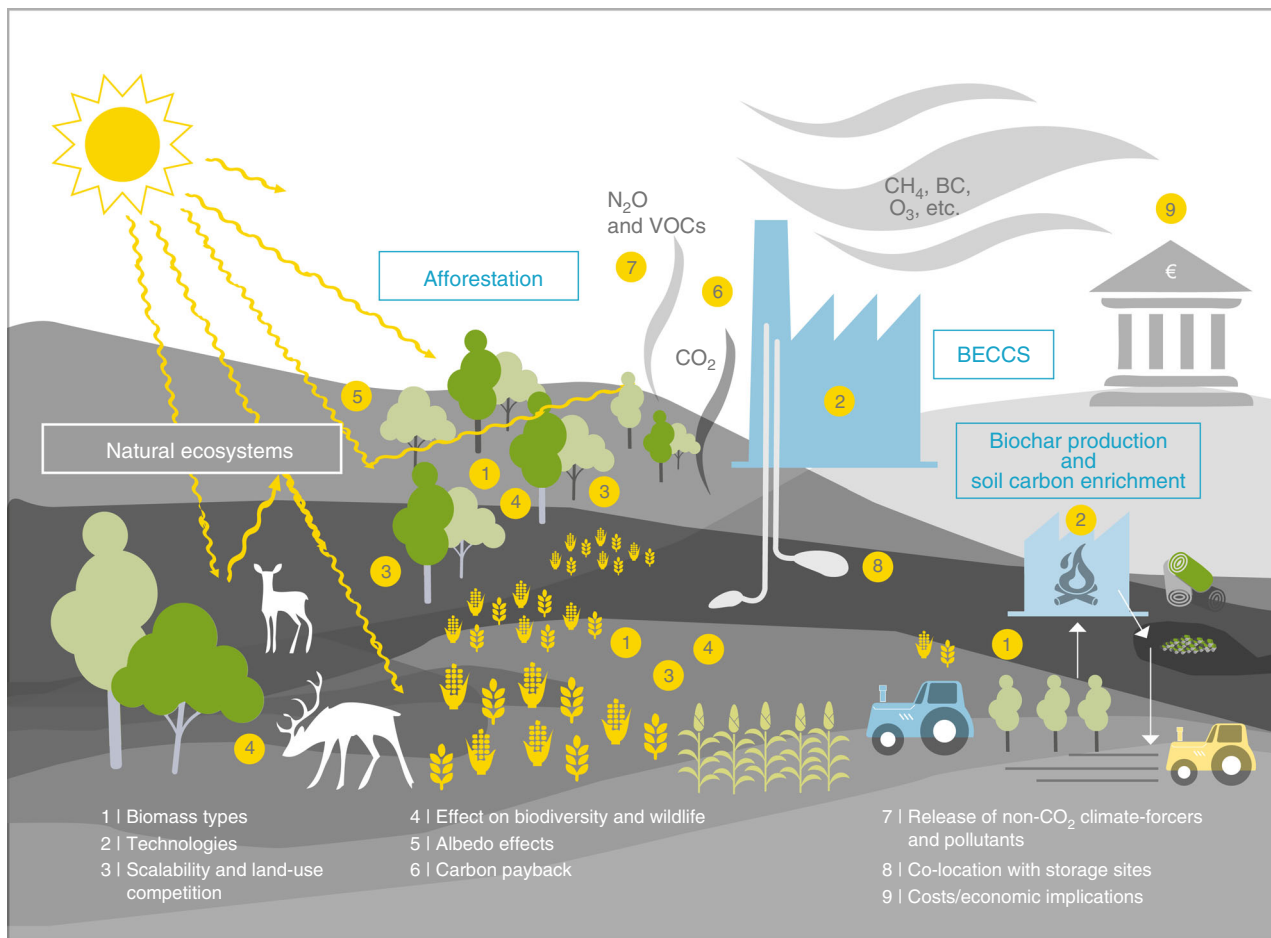 N₂O
and VOCs
CH₄, BC,
O₃, etc.
9
7
€
Afforestation
6
CO₂
BECCS
5
2
Natural ecosystems
1
4
3
Biochar production
and
soil carbon enrichment
2
3
8
1
4
3
1
4
1 | Biomass types
2 | Technologies
3 | Scalability and land-use
competition
4 | Effect on biodiversity and wildlife
5 | Albedo effects
6 | Carbon payback
7 | Release of non-CO₂ climate-forcers
and pollutants
8 | Co-location with storage sites
9 | Costs/economic implications